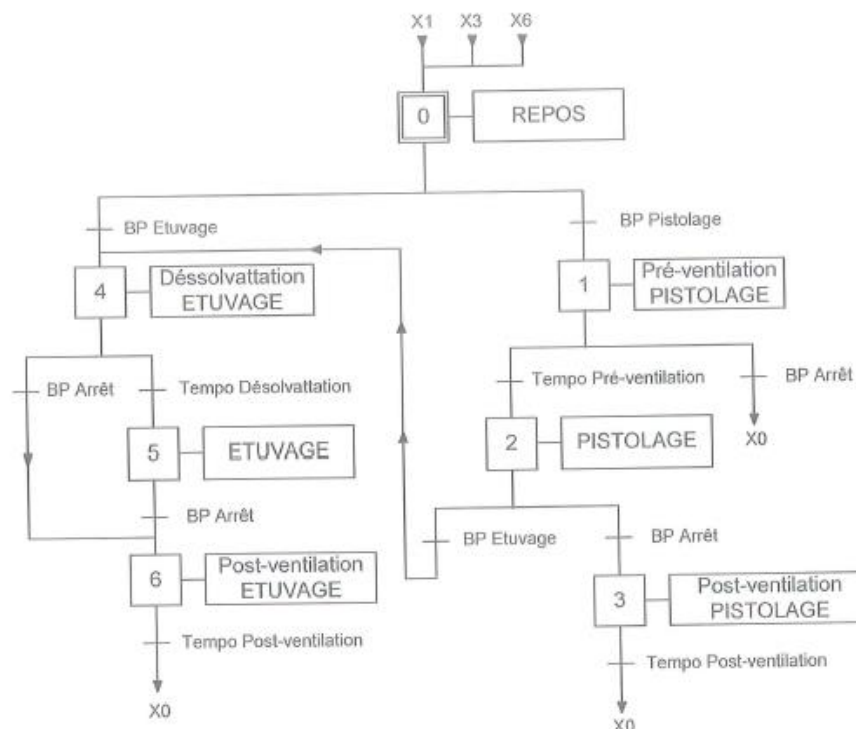 X1 X3 X6
0 REPOS
BP Etuvage
BP Pistolage
4 Déssolvattation
ETUVAGE
1 Pré-ventilation
PISTOLAGE
BP Arrêt
Tempo Désolvattation
Tempo Pré-ventilation
BP Arrêt
5 ETUVAGE
2 PISTOLAGE
X0
BP Arrêt
BP Etuvage
BP Arrêt
6 Post-ventilation
ETUVAGE
3 Post-ventilation
PISTOLAGE
Tempo Post-ventilation
Tempo Post-ventilation
X0
X0